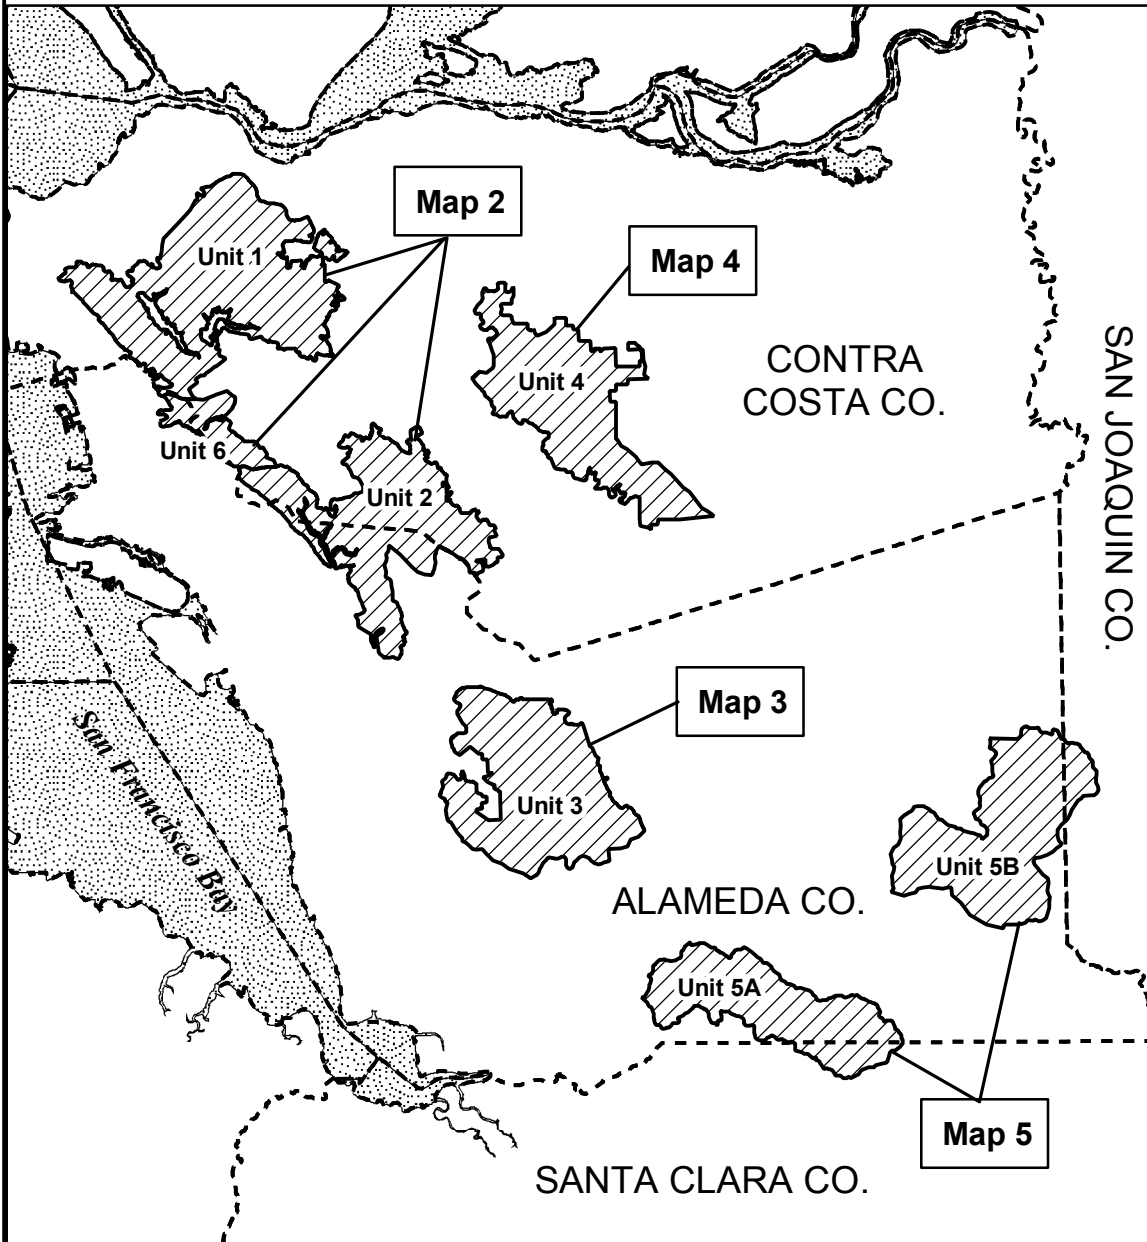 Map 2
Unit 1
Map 4
CONTRA
COSTA CO.
SAN JOAQUIN CO.
Unit 4
Unit 6
Unit 2
Map 3
San Francisco Bay
Unit 3
Unit 5B
ALAMEDA CO.
Unit 5A
Map 5
SANTA CLARA CO.